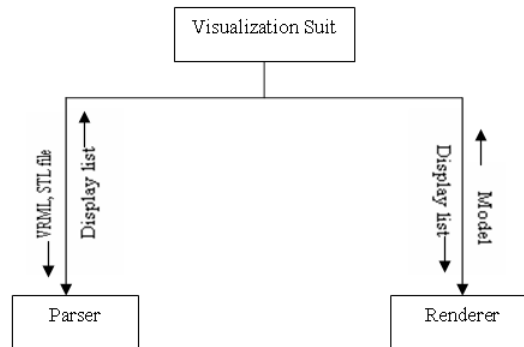 Visualization Suit
VRML, STL file
Display list
Display list
Model
Parser
Renderer